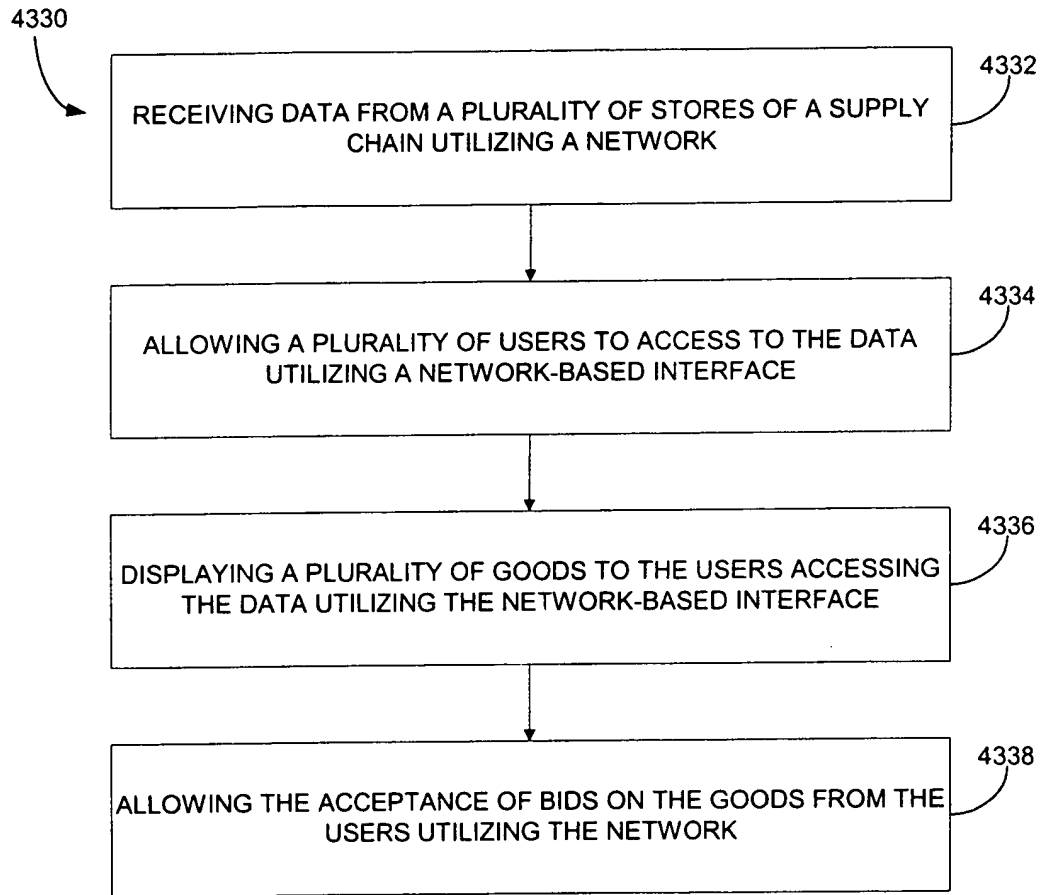 4330
4332
RECEIVING DATA FROM A PLURALITY OF STORES OF A SUPPLY
CHAIN UTILIZING A NETWORK
4334
ALLOWING A PLURALITY OF USERS TO ACCESS TO THE DATA
UTILIZING A NETWORK-BASED INTERFACE
4336
DISPLAYING A PLURALITY OF GOODS TO THE USERS ACCESSING
THE DATA UTILIZING THE NETWORK-BASED INTERFACE
4338
ALLOWING THE ACCEPTANCE OF BIDS ON THE GOODS FROM THE
USERS UTILIZING THE NETWORK